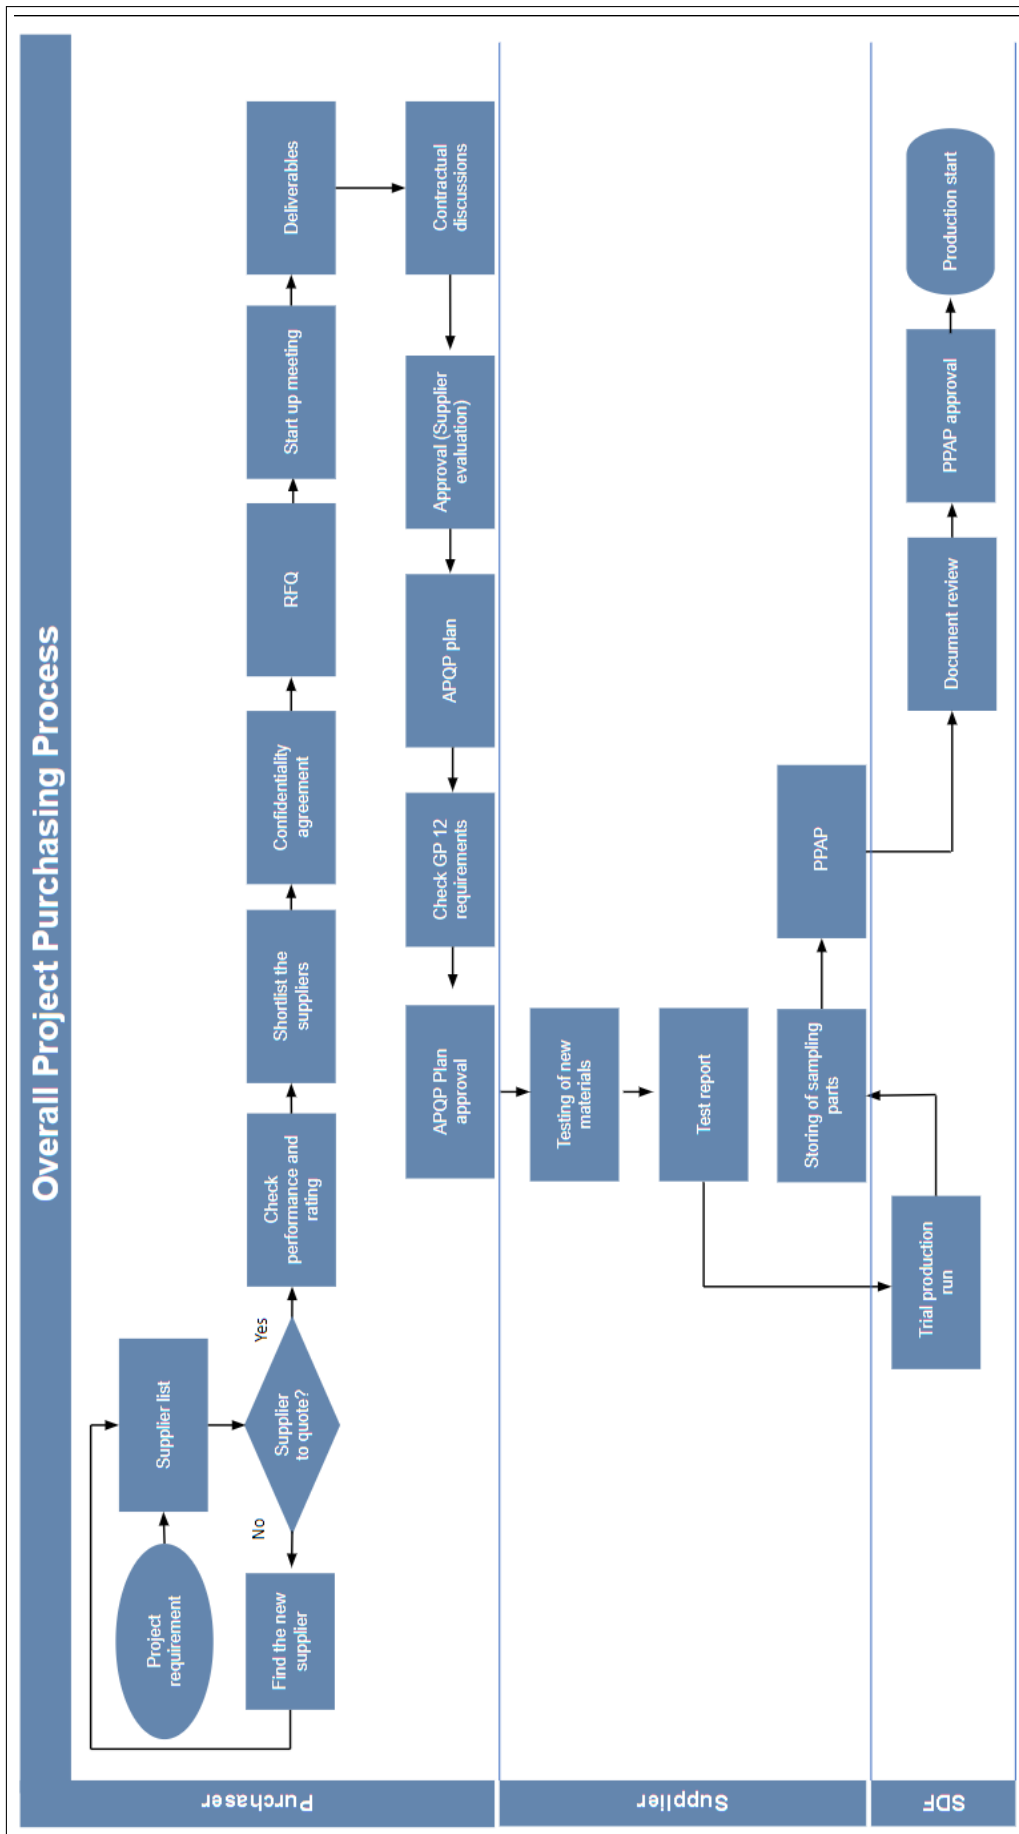 Overall Project Purchasing Process
Purchaser
Project
requirement
Supplier list
Find the new
supplier
No
Supplier
to quote?
Yes
Check
performance and
rating
Shortlist the
suppliers
Confidentiality
agreement
RFQ
Start up meeting
Deliverables
Contractual
discussions
Approval (Supplier
evaluation)
APQP plan
Check GP 12
requirements
APQP Plan
approval
Supplier
Testing of new
materials
Test report
Storing of sampling
parts
PPAP
SDF
Trial production
run
Document review
PPAP approval
Production start